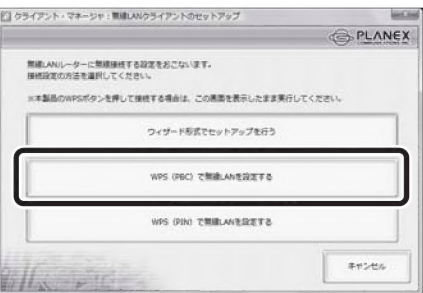 クライアント・マネージャ：無線LANクライアントのセットアップ
PLANEX
COMMUNICATIONS INC.
無線LANルーターに無線接続する設定をおこないます。
接続設定の方法を選択してください。
※本製品のWPSボタンを押して接続する場合は、この画面を表示したまま実行してください。
ウィザード形式でセットアップを行う
WPS（PBC）で無線LANを設定する
WPS（PIN）で無線LANを設定する
キャンセル